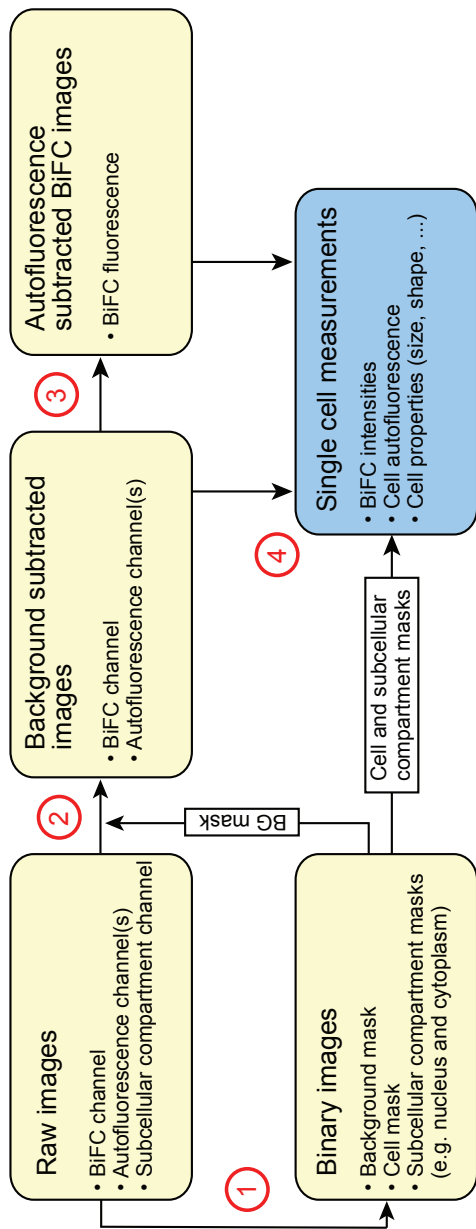 Raw images
• BiFC channel
• Autofluorescence channel(s)
• Subcellular compartment channel
1
2
Background subtracted
images
• BiFC channel
• Autofluorescence channel(s)
3
Autofluorescence
subtracted BiFC images
• BiFC fluorescence
BG mask
Binary images
• Background mask
• Cell mask
• Subcellular compartment masks
(e.g. nucleus and cytoplasm)
Cell and subcellular
compartment masks
4
Single cell measurements
• BiFC intensities
• Cell autofluorescence
• Cell properties (size, shape, ...)